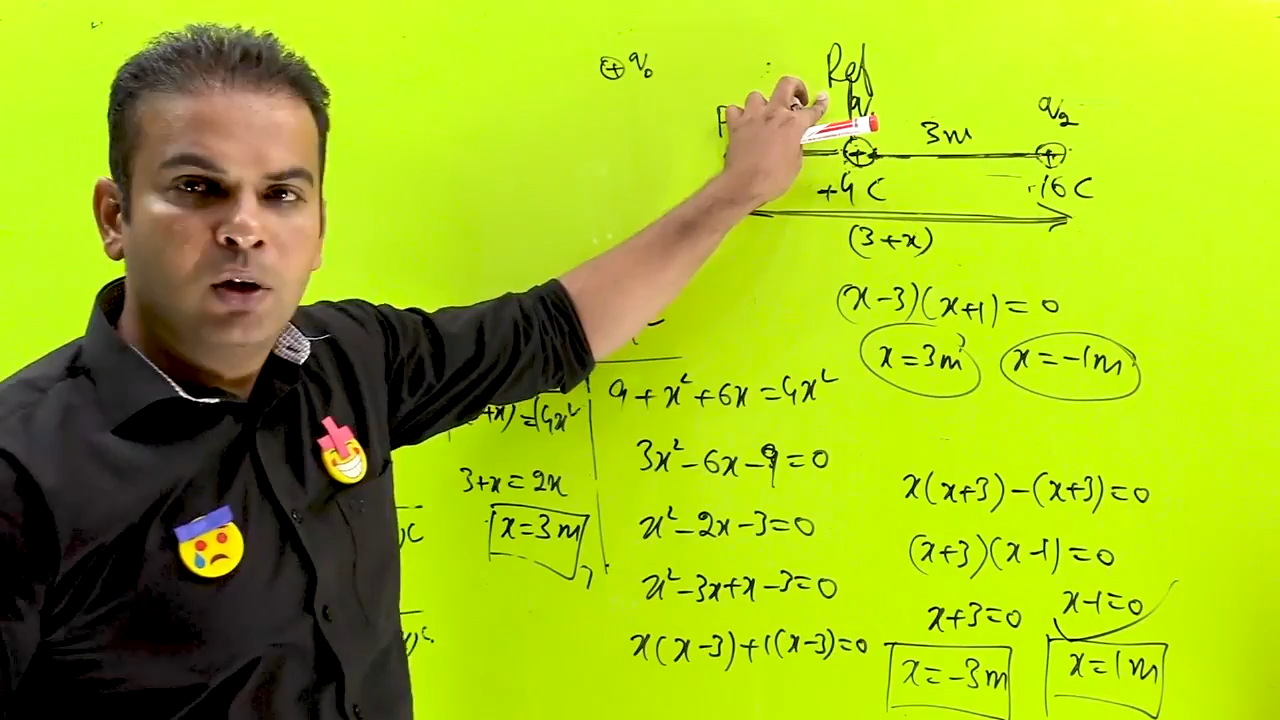 + q₀
Ref
q₂
3m
+
+
+4 C
16 C
(3+x)
(x-3)(x+1)=0
x=3m
x=-1m
9+x²+6x=4x²
+x)=4x²
3x²-6x-9=0
3+x=2x
x(x+3)-(x+3)=0
x=3m
x²-2x-3=0
(x+3)(x-1)=0
x²-3x+x-3=0
x+3=0
x-1=0
x(x-3)+1(x-3)=0
x=-3m
x=1m